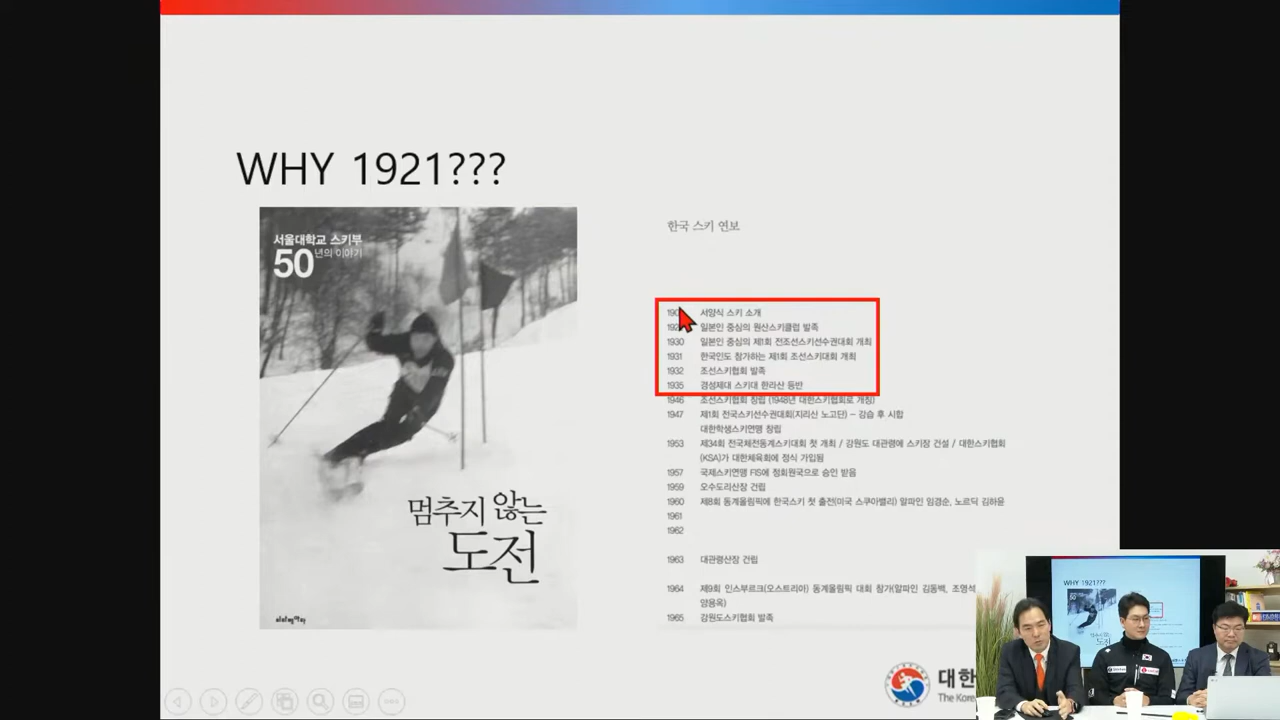 WHY 1921???
서울대학교 스키부
50년의 이야기
멈추지 않는
도전
한국 스키 연보
서양식 스키 소개
일본인 중심의 원산스키클럽 발족
1930 일본인 중심의 제1회 전조선스키선수권대회 개최
1931 한국인도 참가하는 제1회 조선스키대회 개최
1932 조선스키협회 발족
1935 경성제대 스키대 한라산 등반
1946 조선스키협회 창립 (1948년 대한스키협회로 개칭)
1947 제1회 전국스키선수권대회(지리산 노고단) – 강습 후 시합
대한학생스키연맹 창립
1953 제34회 전국체전동계스키대회 첫 개최 / 강원도 대관령에 스키장 건설 / 대한스키협회
(KSA)가 대한체육회에 정식 가입됨
1957 국제스키연맹 FIS에 정회원국으로 승인 받음
1959 오수도리산장 건립
1960 제8회 동계올림픽에 한국스키 첫 출전(미국 스쿠아밸리) 알파인 임경순, 노르딕 김하윤
1961
1962
1963 대관령산장 건립
1964 제9회 인스부르크(오스트리아) 동계올림픽 대회 참가(알파인 김동백, 조영석
양용옥)
1965 강원도스키협회 발족
대한
The Kore
WHY 1921???